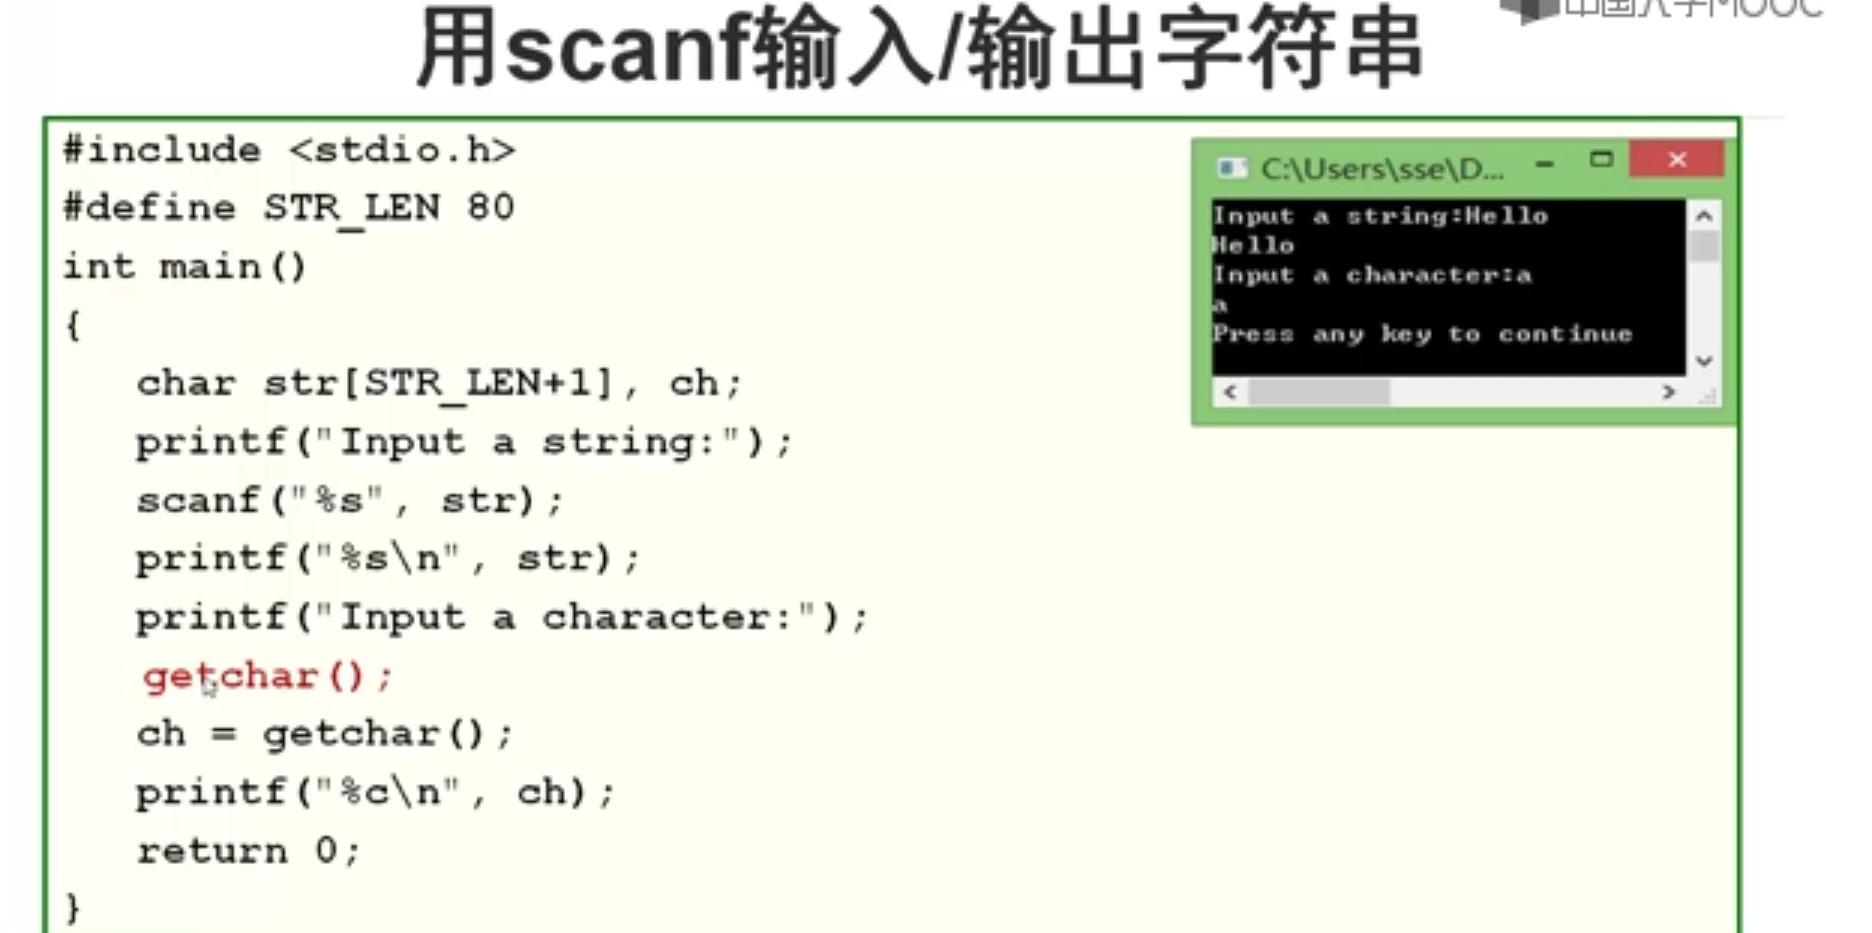 中国大学MOOC
用scanf输入/输出字符串
#include <stdio.h>
#define STR_LEN 80
int main()
{
char str[STR_LEN+1], ch;
printf("Input a string:");
scanf("%s", str);
printf("%s\n", str);
printf("Input a character:");
getchar();
ch = getchar();
printf("%c\n", ch);
return 0;
}
C:\Users\sse\D...
Input a string:Hello
Hello
Input a character:a
a
Press any key to continue